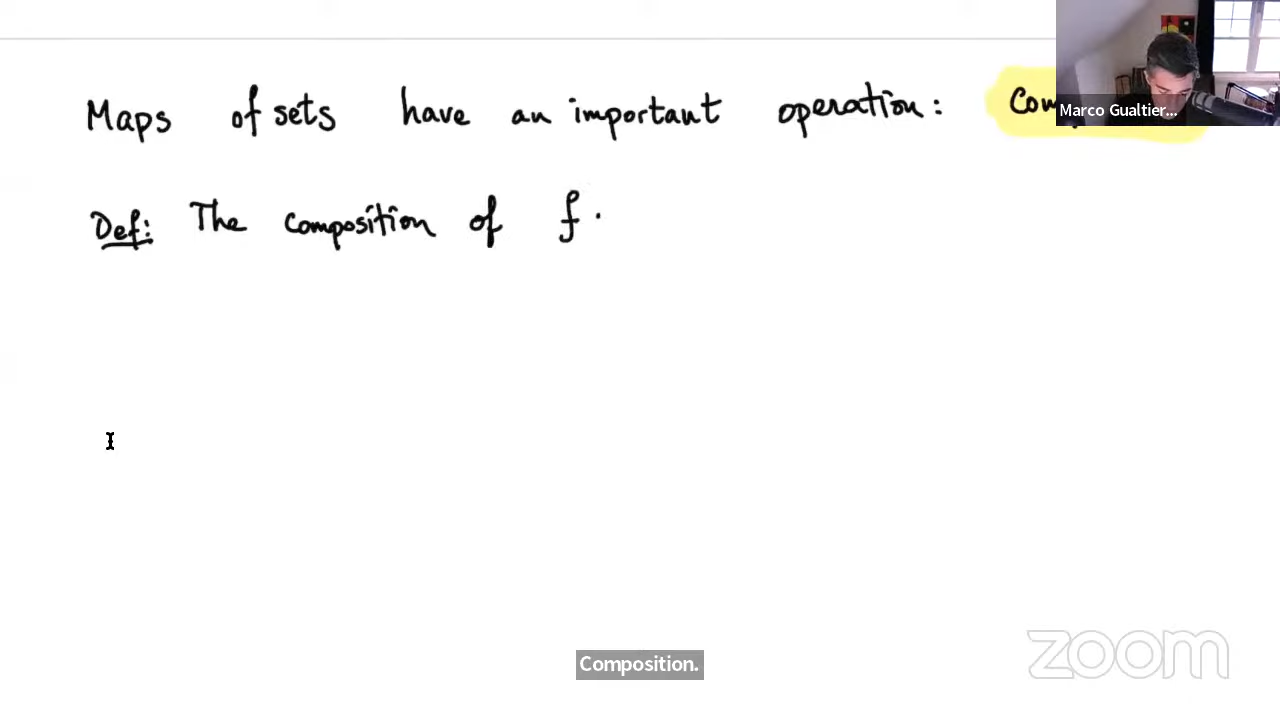 Maps of sets have an important operation:
Marco Gualtier...
Def: The composition of f.
Composition.
zoom